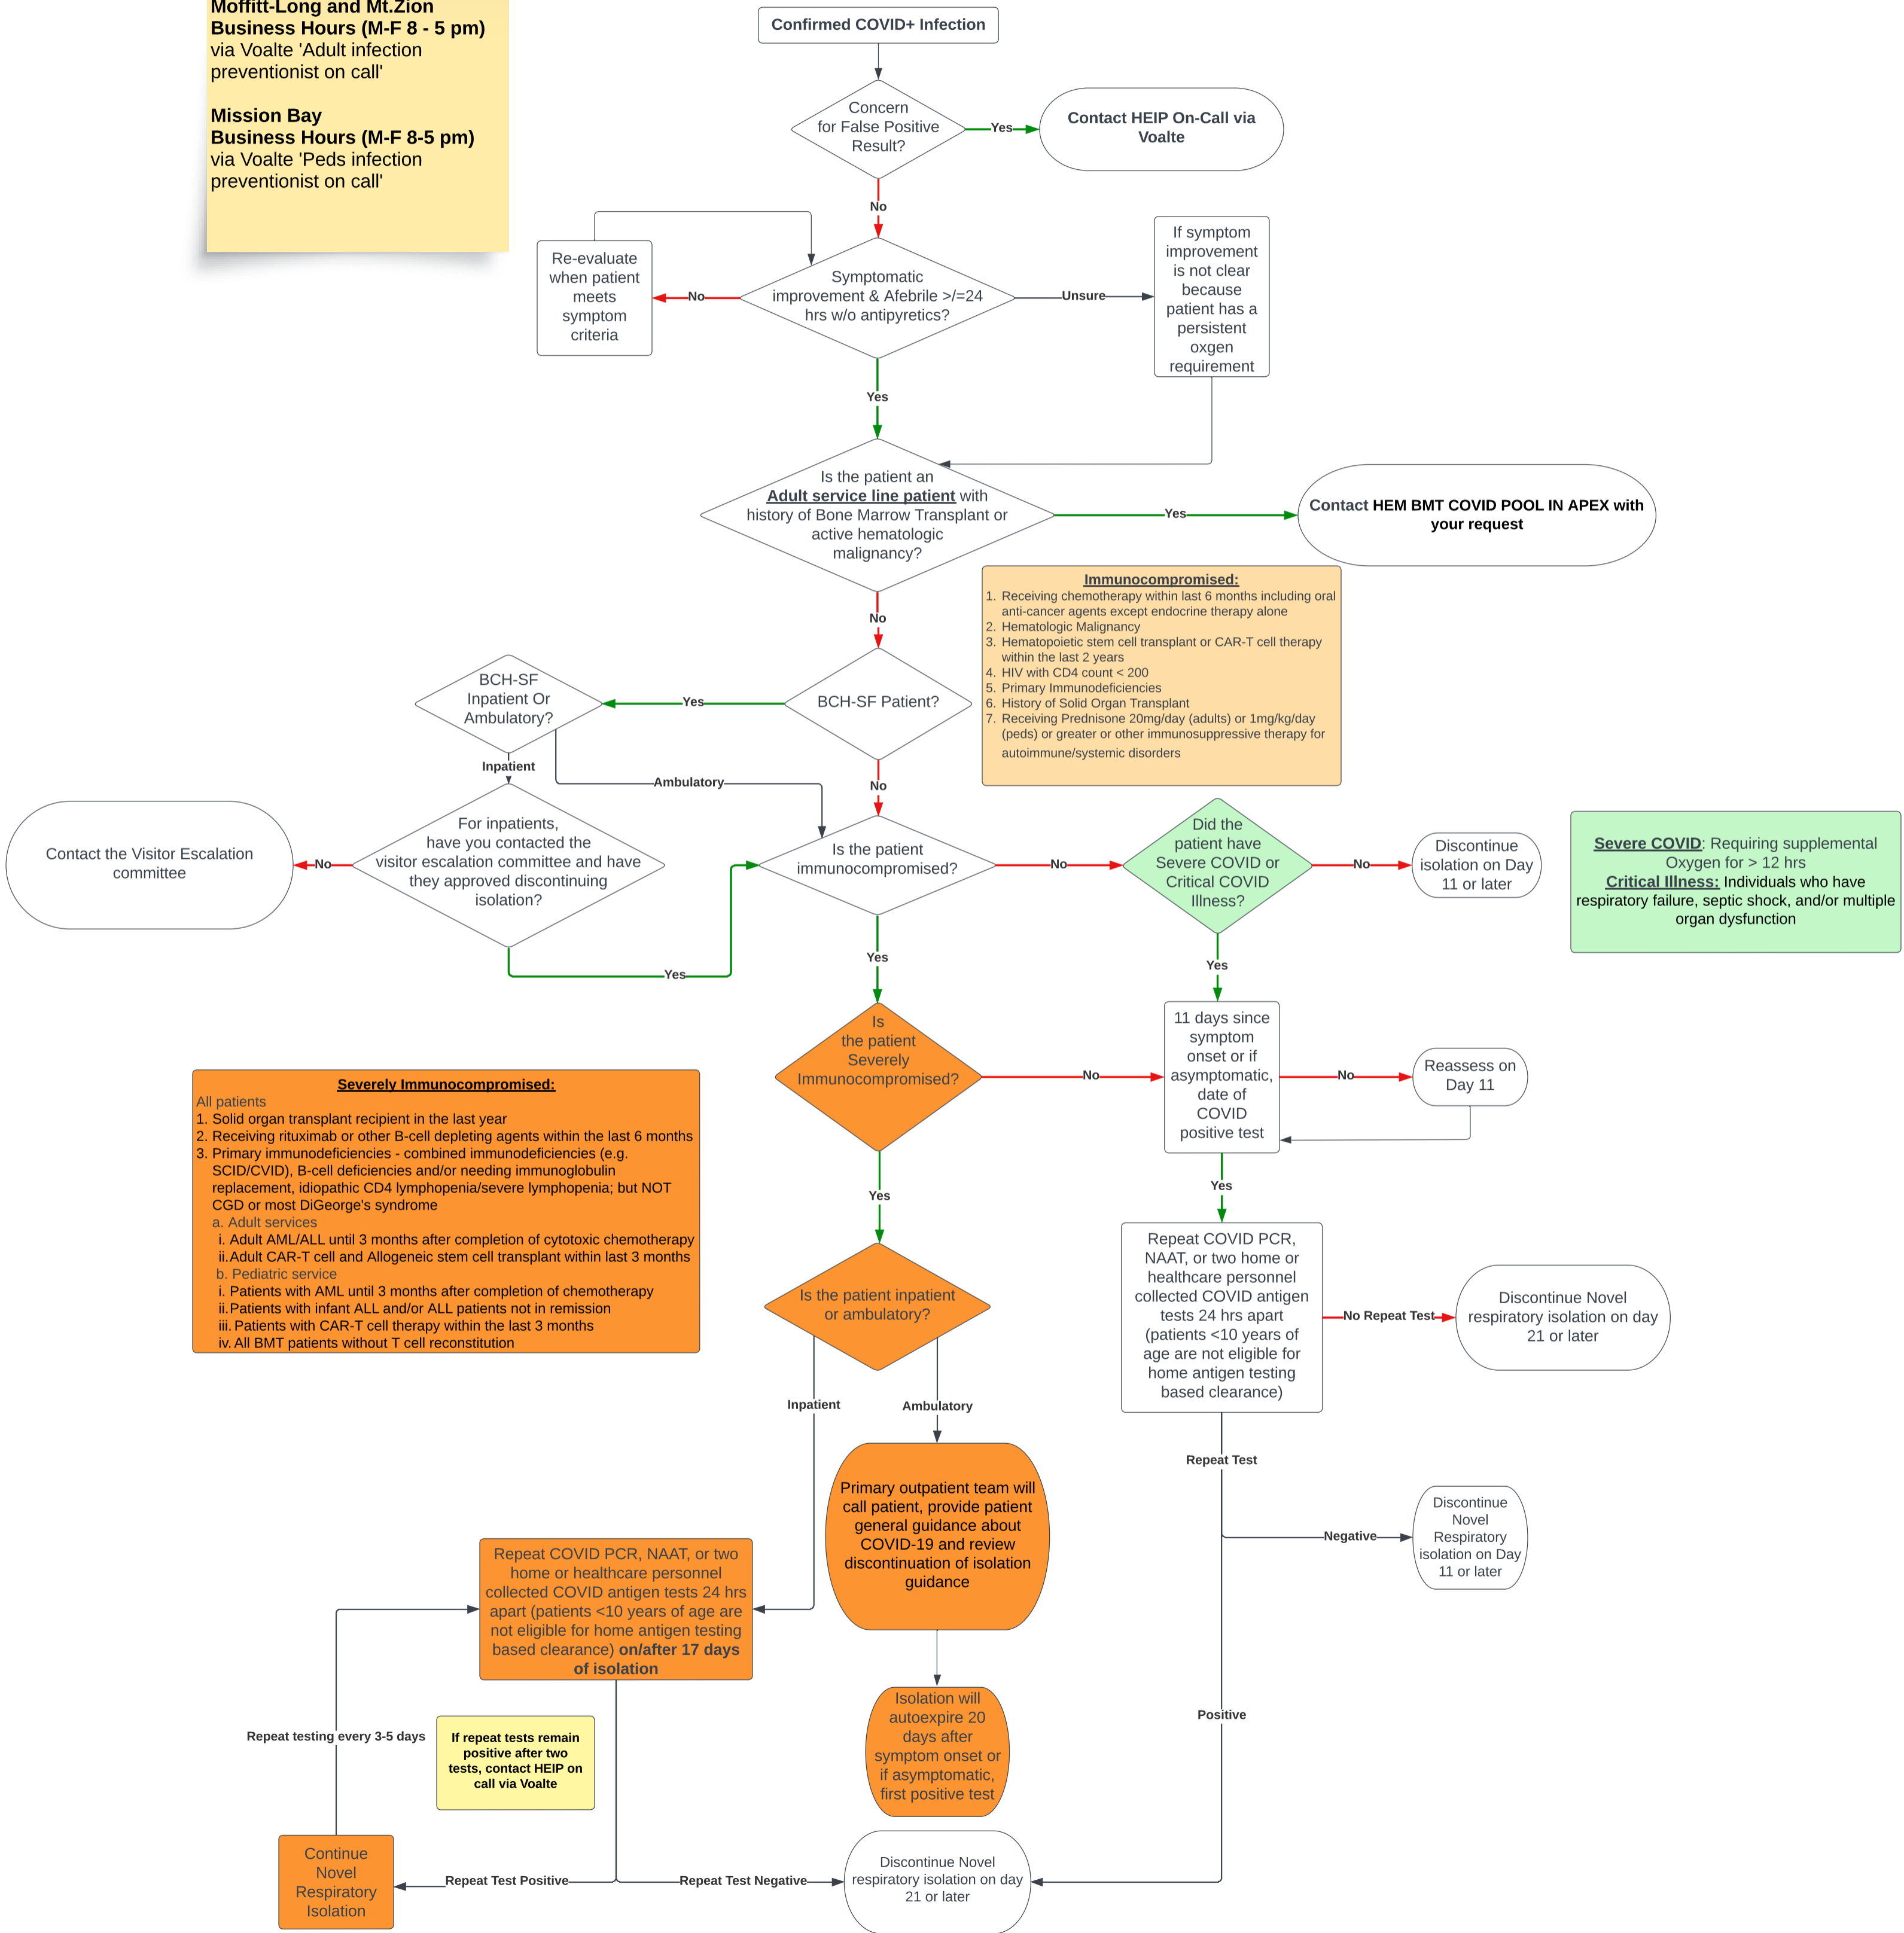 Moffitt-Long and Mt.Zion
Business Hours (M-F 8 - 5 pm)
via Voalte 'Adult infection
preventionist on call'
Mission Bay
Business Hours (M-F 8-5 pm)
via Voalte 'Peds infection
preventionist on call'
Confirmed COVID+ Infection
Concern
for False Positive
Result?
Yes
Contact HEIP On-Call via
Voalte
No
Re-evaluate
when patient
meets
symptom
criteria
No
Symptomatic
improvement & Afebrile >/=24
hrs w/o antipyretics?
Unsure
If symptom
improvement
is not clear
because
patient has a
persistent
oxgen
requirement
Yes
Is the patient an
Adult service line patient with
history of Bone Marrow Transplant or
active hematologic
malignancy?
Yes
Contact HEM BMT COVID POOL IN APEX with
your request
No
Immunocompromised:
1. Receiving chemotherapy within last 6 months including oral
anti-cancer agents except endocrine therapy alone
2. Hematologic Malignancy
3. Hematopoietic stem cell transplant or CAR-T cell therapy
within the last 2 years
4. HIV with CD4 count < 200
5. Primary Immunodeficiencies
6. History of Solid Organ Transplant
7. Receiving Prednisone 20mg/day (adults) or 1mg/kg/day
(peds) or greater or other immunosuppressive therapy for
autoimmune/systemic disorders
BCH-SF
Inpatient Or
Ambulatory?
Yes
BCH-SF Patient?
Inpatient
Ambulatory
No
Contact the Visitor Escalation
committee
No
For inpatients,
have you contacted the
visitor escalation committee and have
they approved discontinuing
isolation?
Yes
Is the patient
immunocompromised?
No
Did the
patient have
Severe COVID or
Critical COVID
Illness?
No
Discontinue
isolation on Day
11 or later
Severe COVID: Requiring supplemental
Oxygen for > 12 hrs
Critical Illness: Individuals who have
respiratory failure, septic shock, and/or multiple
organ dysfunction
Yes
Yes
Is
the patient
Severely
Immunocompromised?
No
11 days since
symptom
onset or if
asymptomatic,
date of
COVID
positive test
No
Reassess on
Day 11
Severely Immunocompromised:
All patients
1. Solid organ transplant recipient in the last year
2. Receiving rituximab or other B-cell depleting agents within the last 6 months
3. Primary immunodeficiencies - combined immunodeficiencies (e.g.
SCID/CVID), B-cell deficiencies and/or needing immunoglobulin
replacement, idiopathic CD4 lymphopenia/severe lymphopenia; but NOT
CGD or most DiGeorge's syndrome
a. Adult services
i. Adult AML/ALL until 3 months after completion of cytotoxic chemotherapy
ii. Adult CAR-T cell and Allogeneic stem cell transplant within last 3 months
b. Pediatric service
i. Patients with AML until 3 months after completion of chemotherapy
ii. Patients with infant ALL and/or ALL patients not in remission
iii. Patients with CAR-T cell therapy within the last 3 months
iv. All BMT patients without T cell reconstitution
Yes
Yes
Is the patient inpatient
or ambulatory?
Repeat COVID PCR,
NAAT, or two home or
healthcare personnel
collected COVID antigen
tests 24 hrs apart
(patients <10 years of
age are not eligible for
home antigen testing
based clearance)
No Repeat Test
Discontinue Novel
respiratory isolation on day
21 or later
Inpatient
Ambulatory
Repeat Test
Primary outpatient team will
call patient, provide patient
general guidance about
COVID-19 and review
discontinuation of isolation
guidance
Negative
Discontinue
Novel
Respiratory
isolation on Day
11 or later
Repeat COVID PCR, NAAT, or two
home or healthcare personnel
collected COVID antigen tests 24 hrs
apart (patients <10 years of age are
not eligible for home antigen testing
based clearance) on/after 17 days
of isolation
Isolation will
autoexpire 20
days after
symptom onset or
if asymptomatic,
first positive test
Positive
Repeat testing every 3-5 days
If repeat tests remain
positive after two
tests, contact HEIP on
call via Voalte
Continue
Novel
Respiratory
Isolation
Repeat Test Positive
Repeat Test Negative
Discontinue Novel
respiratory isolation on day
21 or later